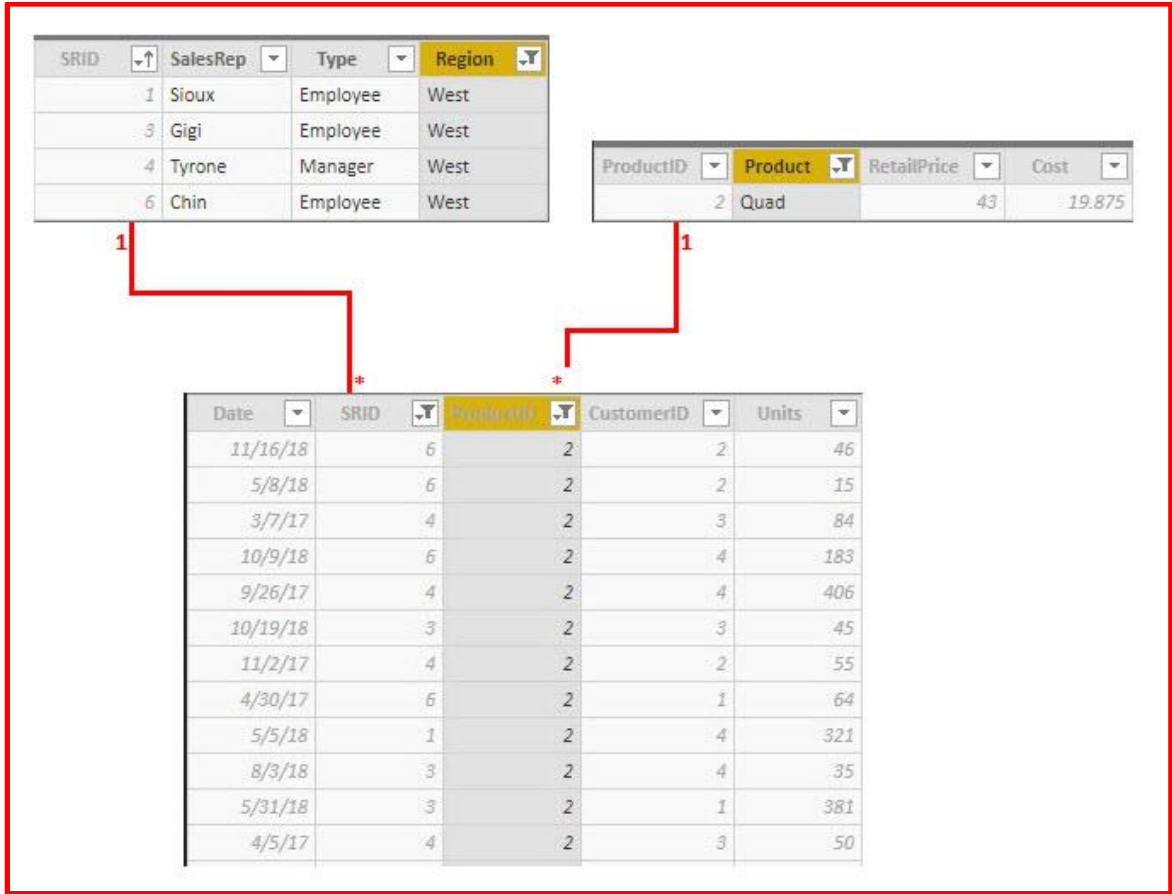 SRID SalesRep Type Region
1 Sioux Employee West
3 Gigi Employee West
4 Tyrone Manager West
6 Chin Employee West
ProductID Product RetailPrice Cost
2 Quad 43 19.875
1
1
*
*
Date SRID ProductID CustomerID Units
11/16/18 6 2 2 46
5/8/18 6 2 2 15
3/7/17 4 2 3 84
10/9/18 6 2 4 183
9/26/17 4 2 4 406
10/19/18 3 2 3 45
11/2/17 4 2 2 55
4/30/17 6 2 1 64
5/5/18 1 2 4 321
8/3/18 3 2 4 35
5/31/18 3 2 1 381
4/5/17 4 2 3 50